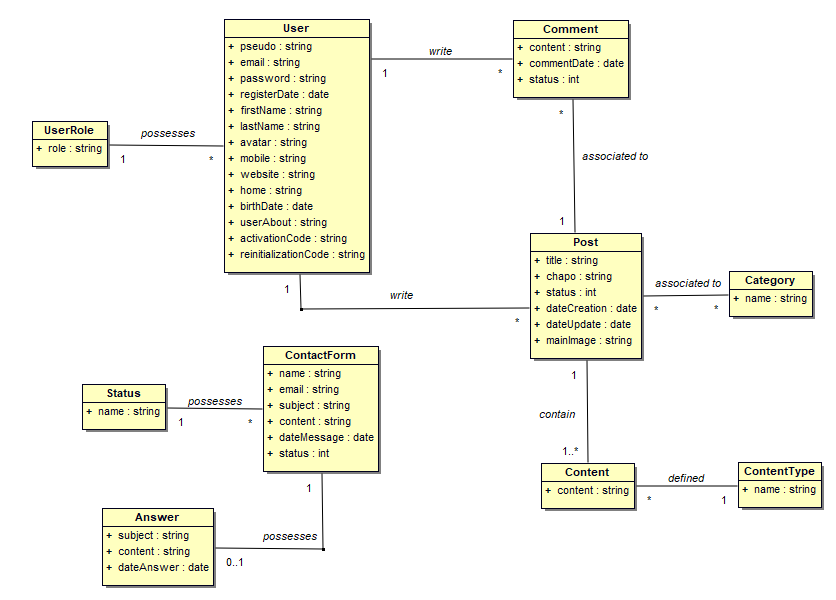 User
+ pseudo : string
+ email : string
+ password : string
+ registerDate : date
+ firstName : string
+ lastName : string
+ avatar : string
+ mobile : string
+ website : string
+ home : string
+ birthDate : date
+ userAbout : string
+ activationCode : string
+ reinitializationCode : string
write
1
*
Comment
+ content : string
+ commentDate : date
+ status : int
UserRole
+ role : string
possesses
1
*
*
associated to
1
Post
+ title : string
+ chapo : string
+ status : int
+ dateCreation : date
+ dateUpdate : date
+ mainImage : string
associated to
*
*
Category
+ name : string
1
write
*
ContactForm
+ name : string
+ email : string
+ subject : string
+ content : string
+ dateMessage : date
+ status : int
Status
+ name : string
possesses
1
*
1
contain
1..*
Content
+ content : string
defined
*
1
ContentType
+ name : string
1
possesses
0..1
Answer
+ subject : string
+ content : string
+ dateAnswer : date